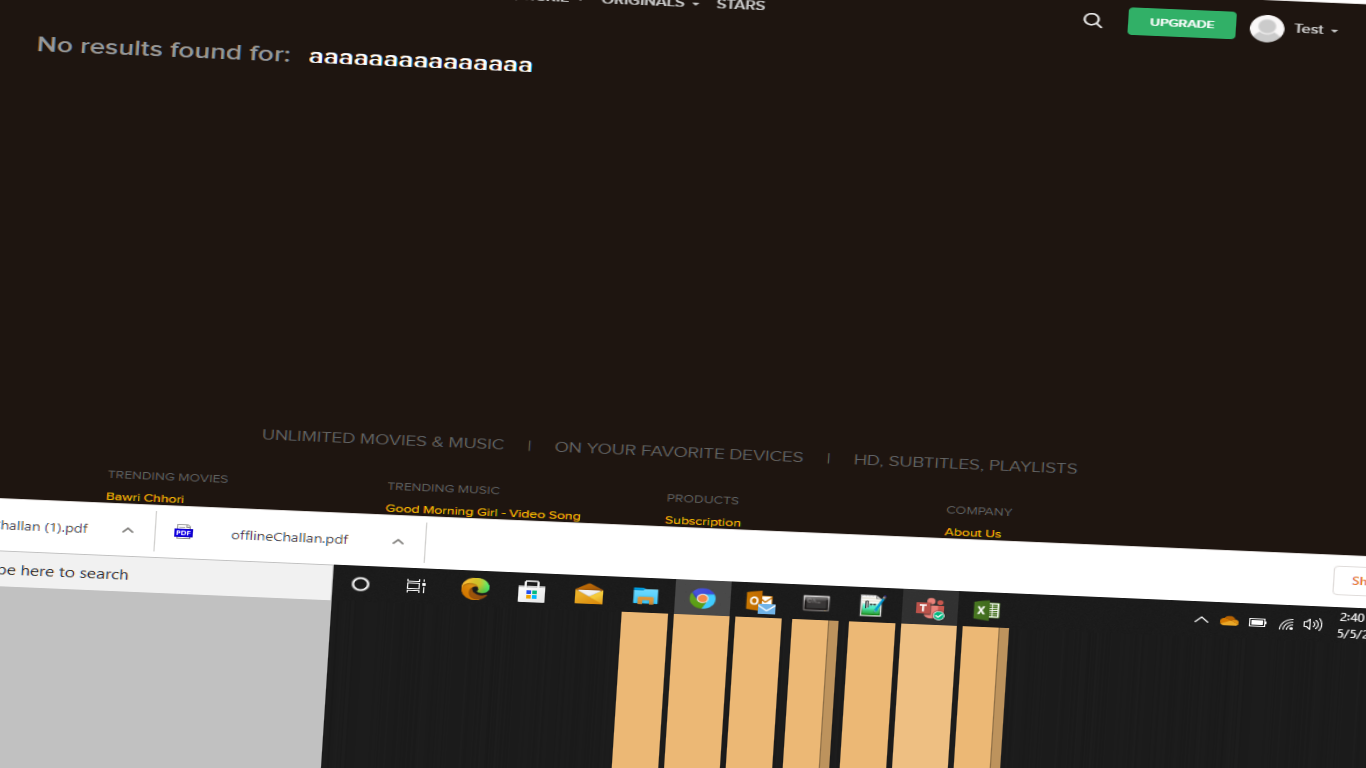 ORIGINALS STARS
UPGRADE
Test
No results found for: aaaaaaaaaaaaaaa
UNLIMITED MOVIES & MUSIC | ON YOUR FAVORITE DEVICES | HD, SUBTITLES, PLAYLISTS
TRENDING MOVIES
Bawri Chhori
TRENDING MUSIC
Good Morning Girl - Video Song
PRODUCTS
Subscription
COMPANY
About Us
hallan (1).pdf
PDF
offlineChallan.pdf
Sh
pe here to search
2:40
5/5/2